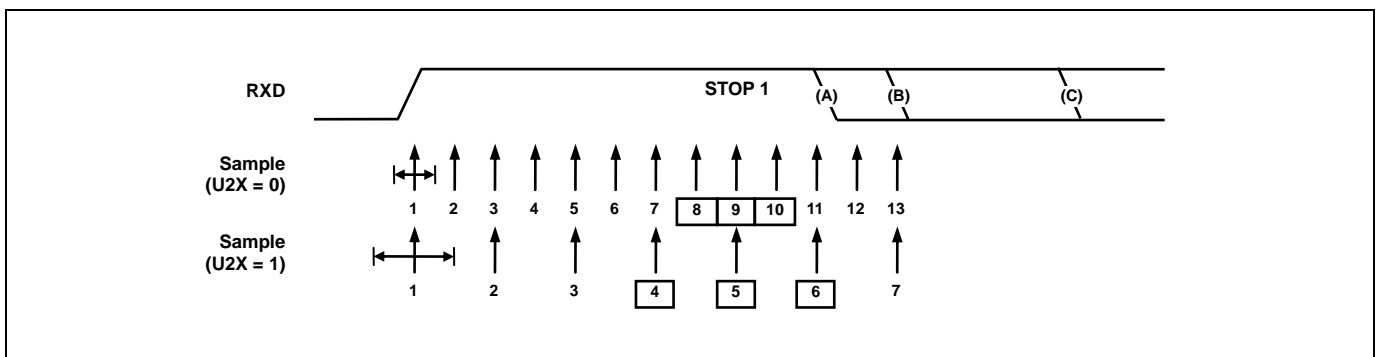 RXD
STOP 1
(A)
(B)
(C)
Sample
(U2X = 0)
1 2 3 4 5 6 7 8 9 10 11 12 13
Sample
(U2X = 1)
1 2 3 4 5 6 7